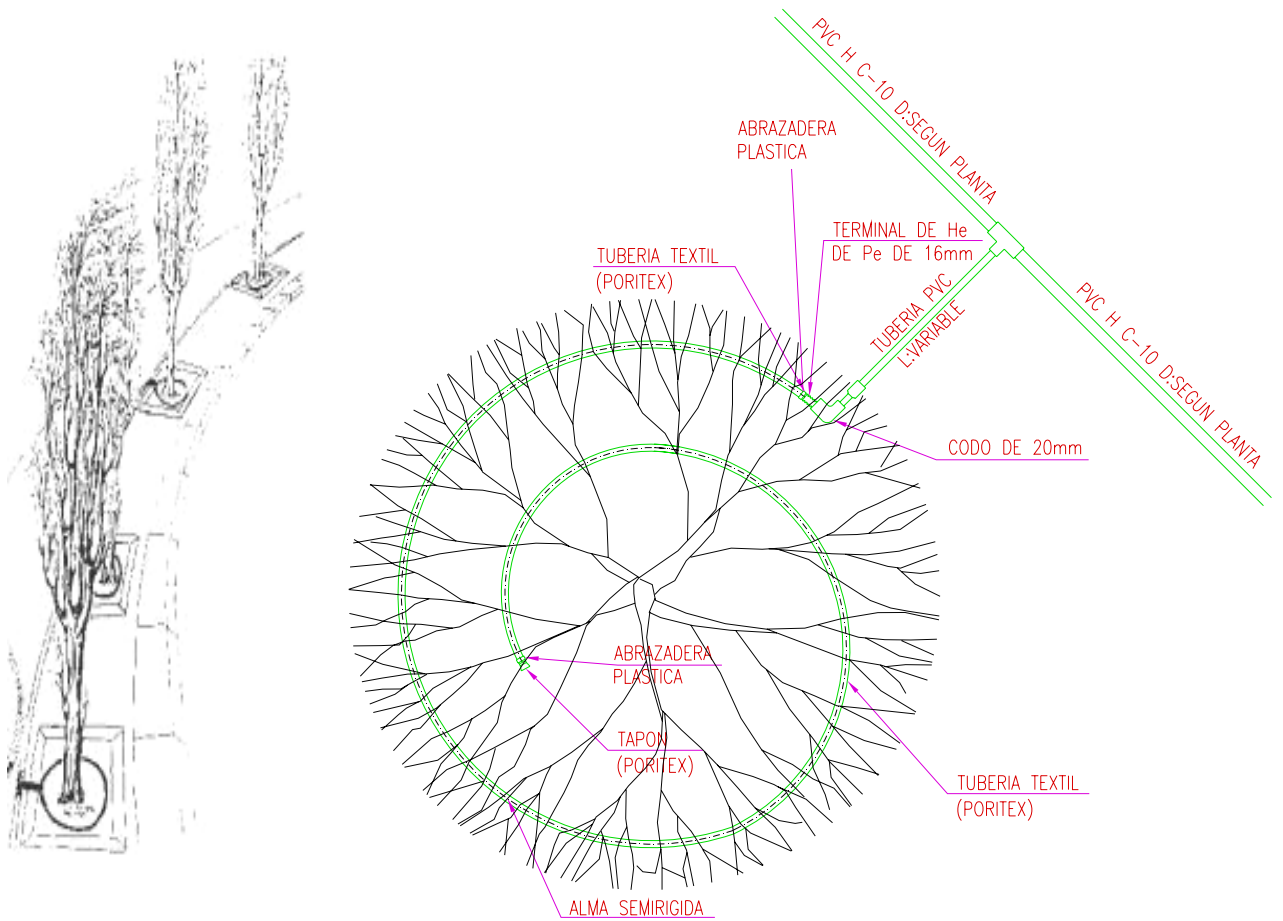 PVC H C-10 D:SEGUN PLANTA
ABRAZADERA
PLASTICA
TERMINAL DE He
DE Pe DE 16mm
TUBERIA TEXTIL
(PORITEX)
TUBERIA PVC
L:VARIABLE
PVC H C-10 D:SEGUN PLANTA
CODO DE 20mm
ABRAZADERA
PLASTICA
TAPON
(PORITEX)
TUBERIA TEXTIL
(PORITEX)
ALMA SEMIRIGIDA